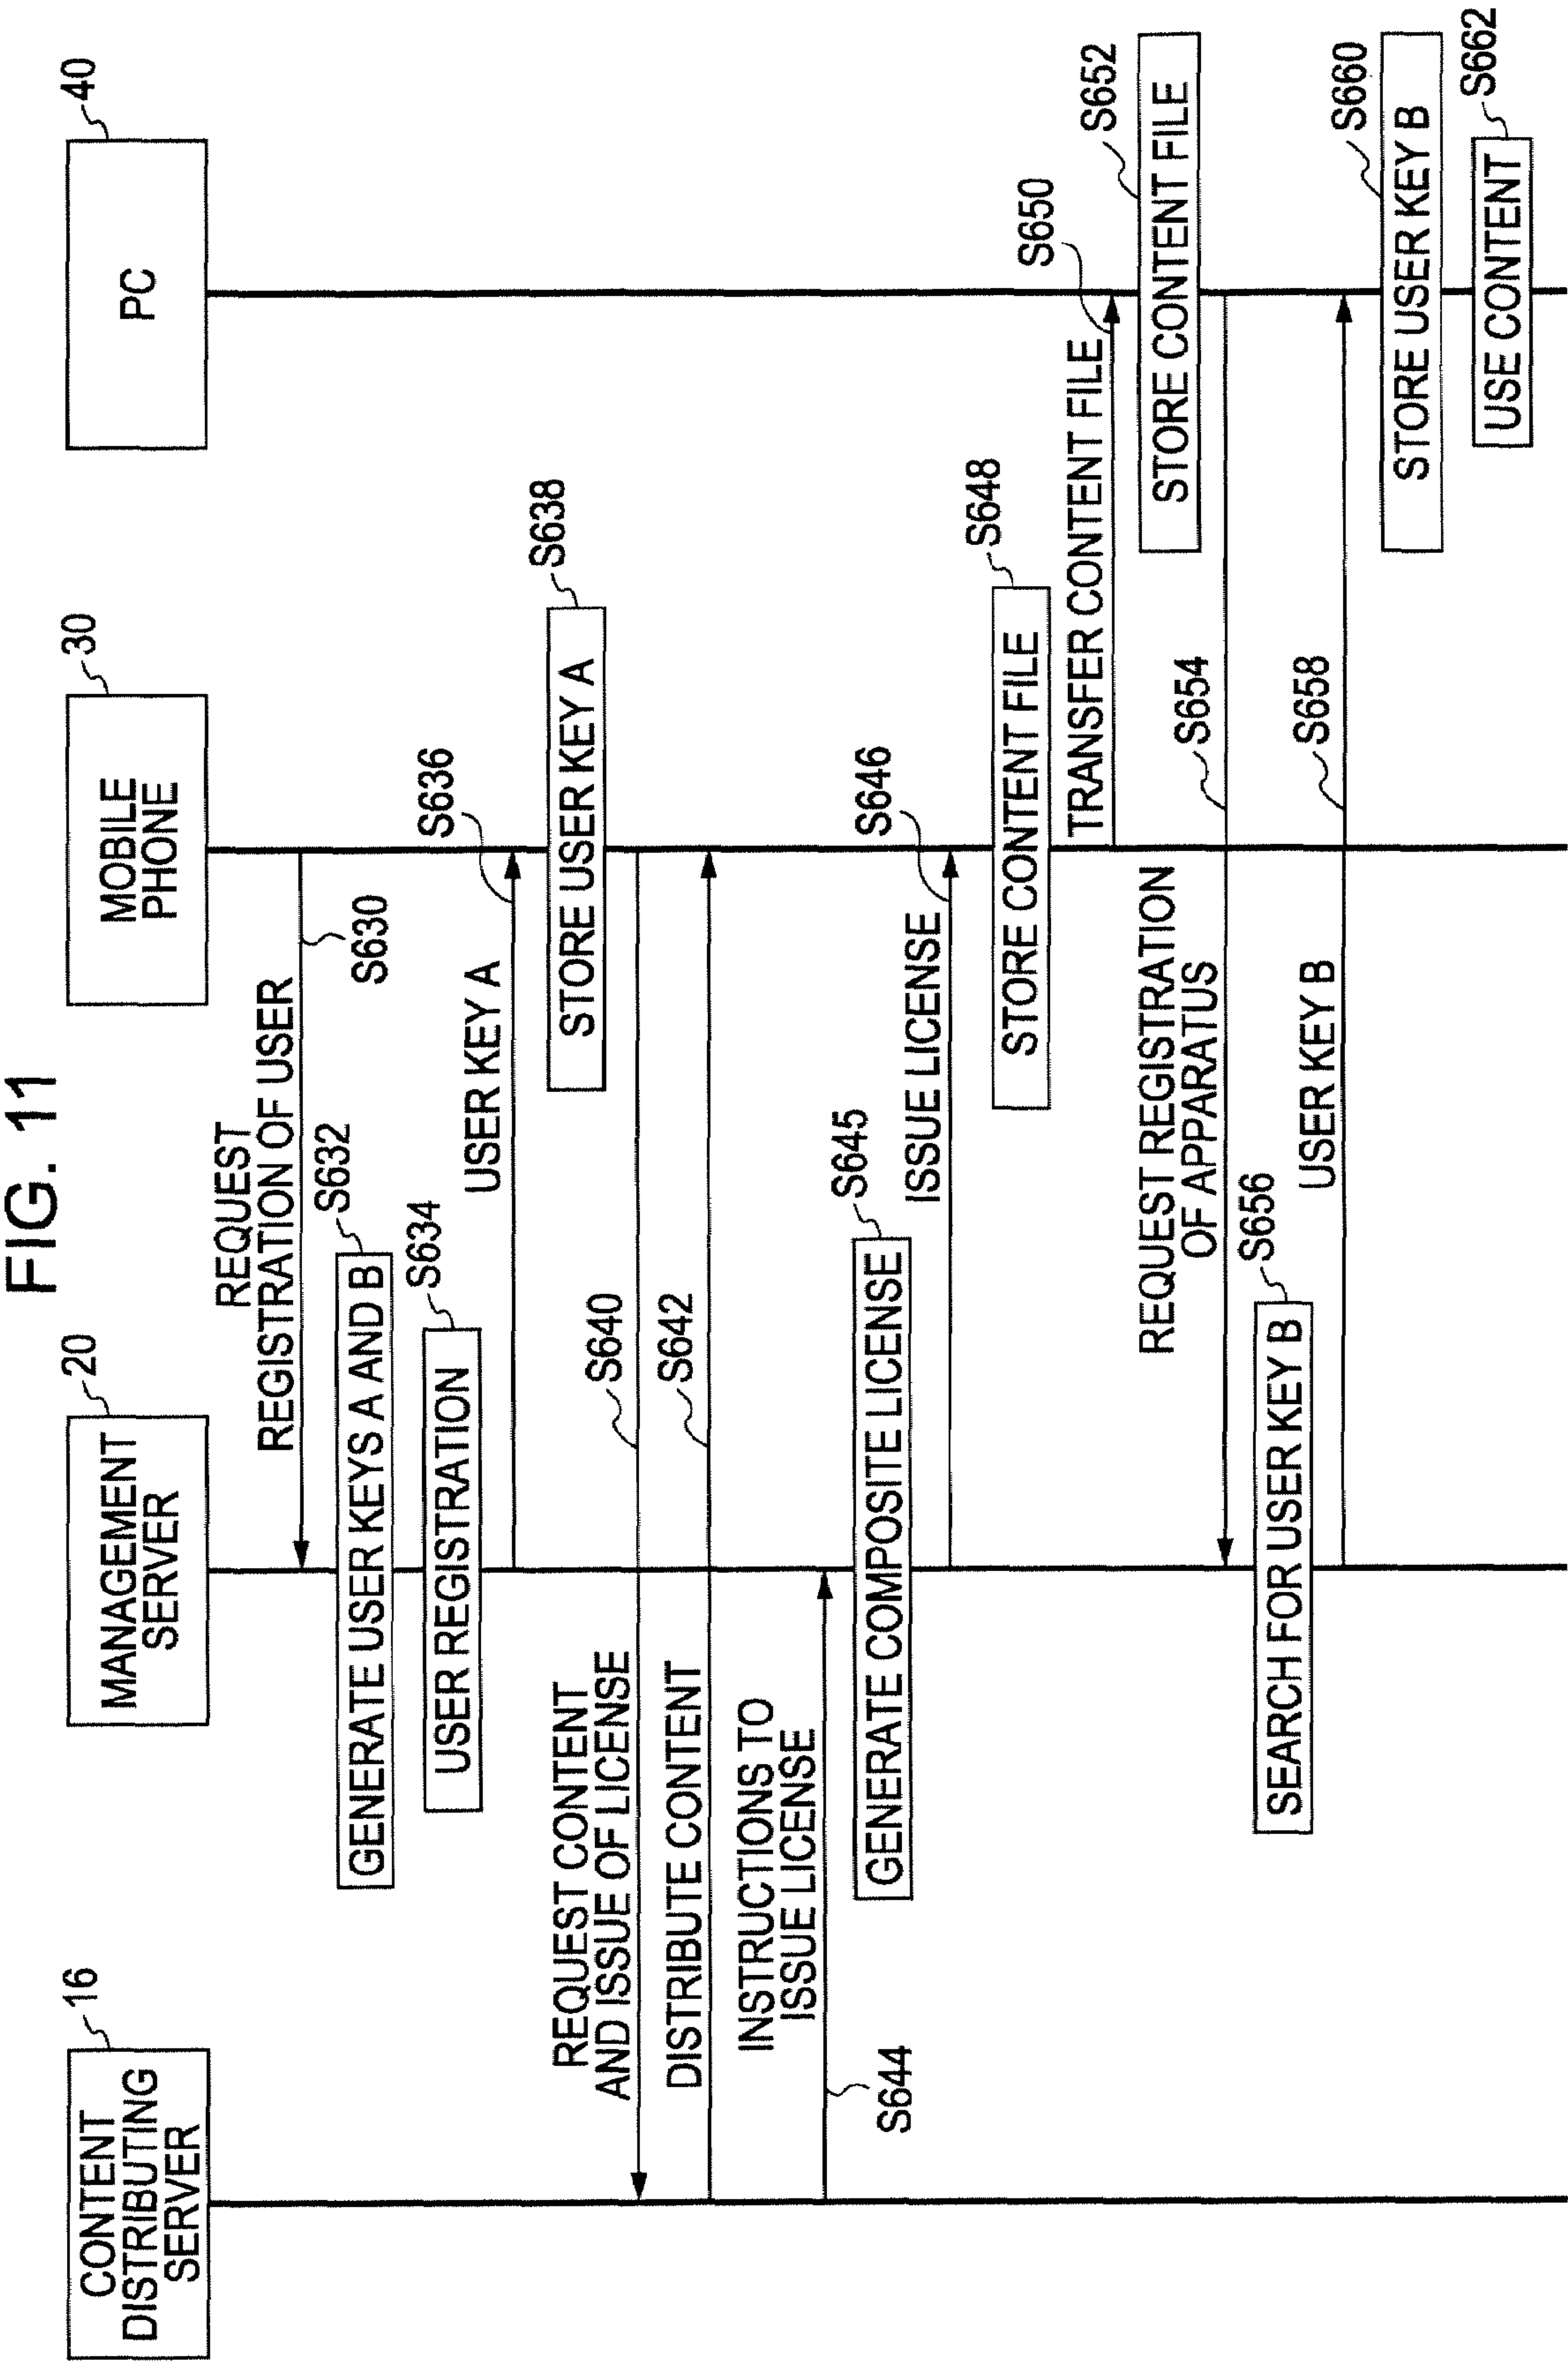 FIG. 11
CONTENT
DISTRIBUTING
SERVER
16
MANAGEMENT
SERVER
20
MOBILE
PHONE
30
PC
40
REQUEST
REGISTRATION OF USER
S630
GENERATE USER KEYS A AND B
S632
USER REGISTRATION
S634
USER KEY A
S636
STORE USER KEY A
S638
REQUEST CONTENT
AND ISSUE OF LICENSE
S640
DISTRIBUTE CONTENT
S642
INSTRUCTIONS TO
ISSUE LICENSE
S644
GENERATE COMPOSITE LICENSE
S645
ISSUE LICENSE
S646
STORE CONTENT FILE
S648
TRANSFER CONTENT FILE
S650
STORE CONTENT FILE
S652
REQUEST REGISTRATION
OF APPARATUS
S654
SEARCH FOR USER KEY B
S656
USER KEY B
S658
STORE USER KEY B
S660
USE CONTENT
S662